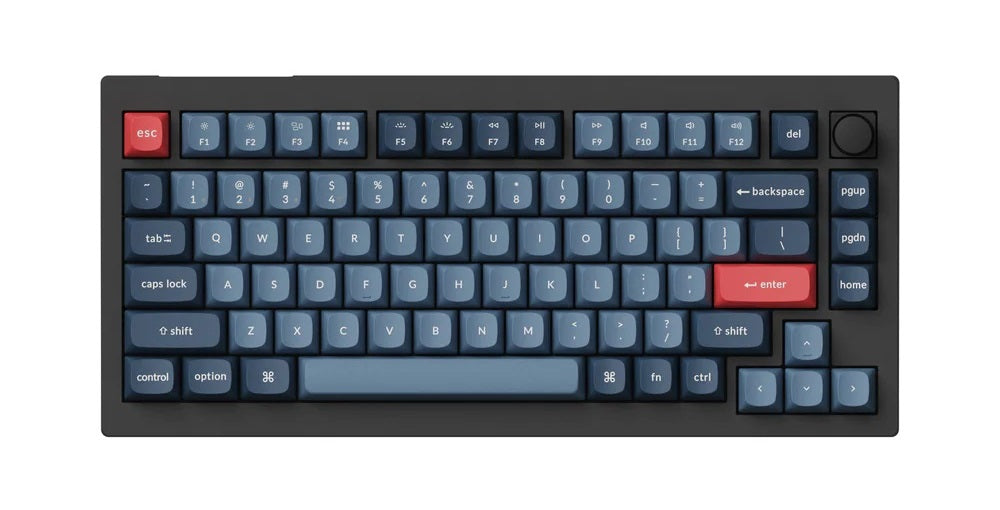 esc F1 F2 F3 F4 F5 F6 F7 F8 F9 F10 F11 F12 del
~ ! @ # $ % ^ & * ( ) — +
` 1 2 3 4 5 6 7 8 9 0 - = ← backspace pgup
tab Q W E R T Y U I O P { } | pgdn
[ ] \
caps lock A S D F G H J K L : " enter home
; '
⇧ shift Z X C V B N M < > ? ⇧ shift ^
, . /
control option ⌘ ⌘ fn ctrl < ⌄ >